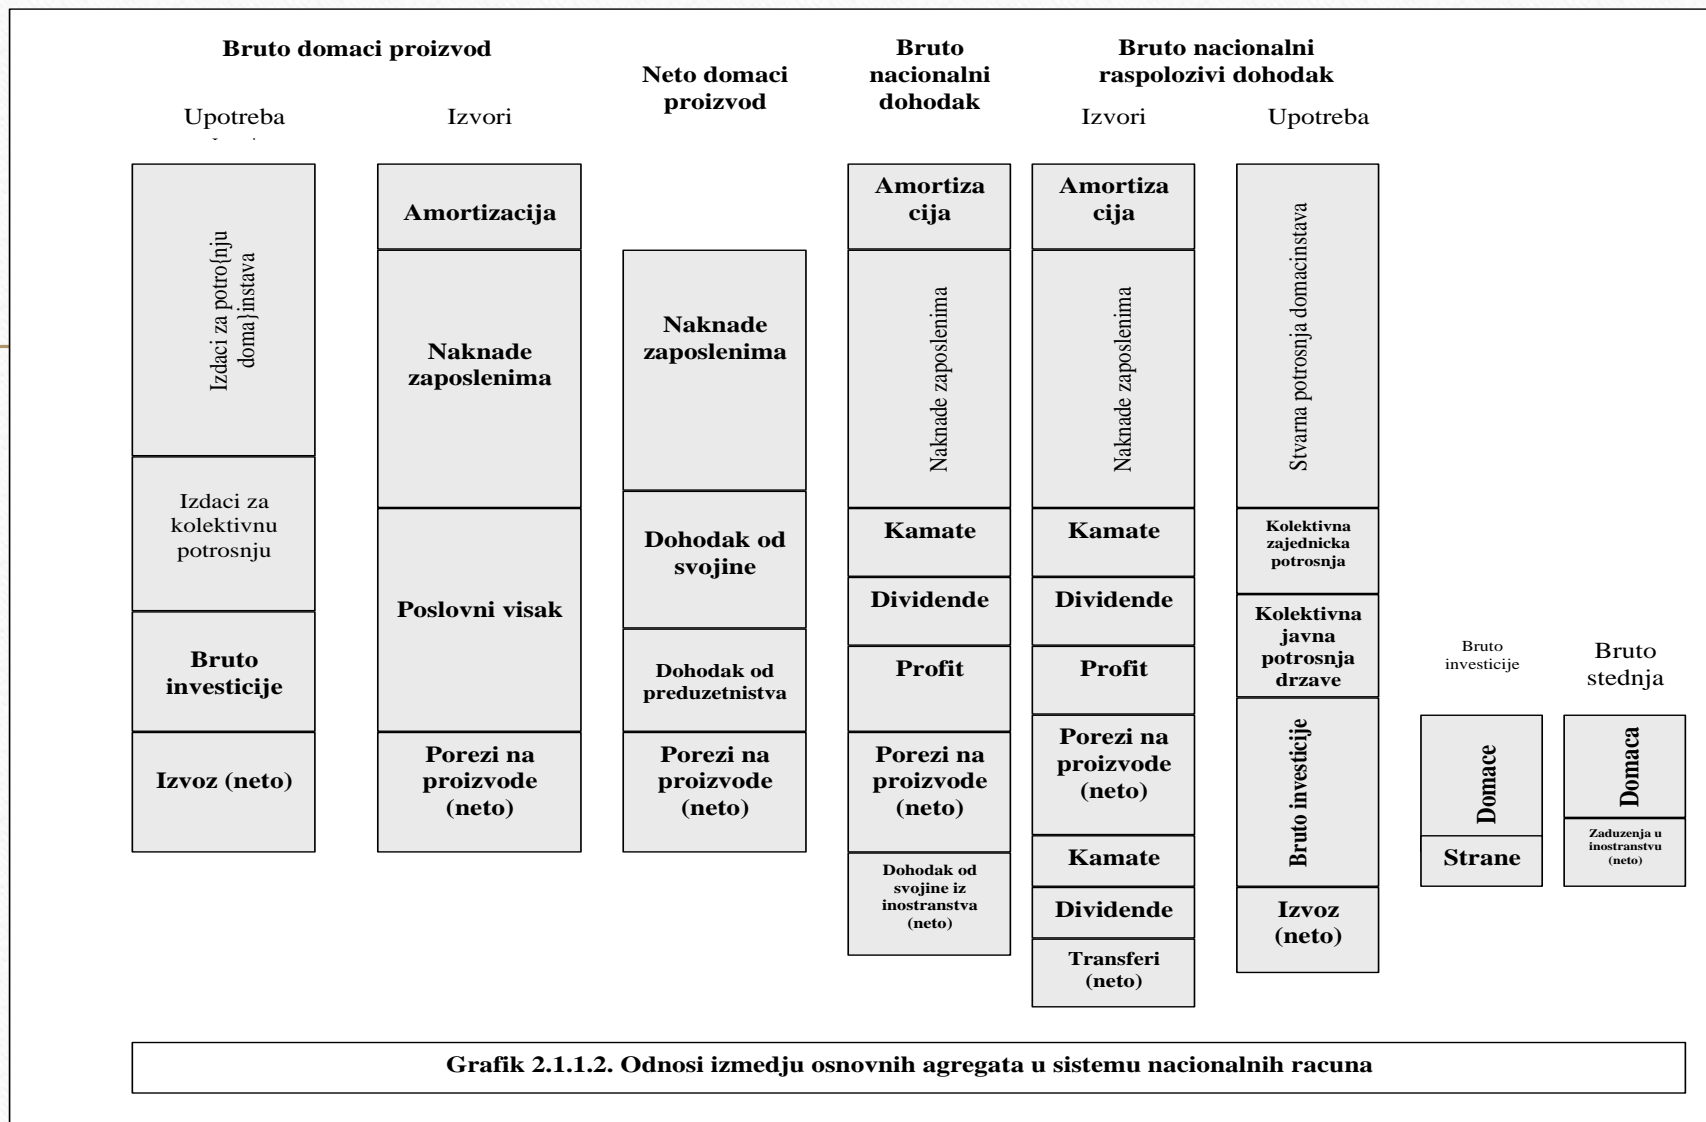 Bruto domaci proizvod
Upotreba
Izvori
Neto domaci
proizvod
Bruto
nacionalni
dohodak
Bruto nacionalni
raspolozivi dohodak
Izvori
Upotreba
Izdaci za potro{nju
doma}instava
Izdaci za
kolektivnu
potrosnju
Bruto
investicije
Izvoz (neto)
Amortizacija
Naknade
zaposlenima
Poslovni visak
Porezi na
proizvode
(neto)
Naknade
zaposlenima
Dohodak od
svojine
Dohodak od
preduzetnistva
Porezi na
proizvode
(neto)
Amortiza
cija
Naknade zaposlenima
Kamate
Dividende
Profit
Porezi na
proizvode
(neto)
Dohodak od
svojine iz
inostranstva
(neto)
Amortiza
cija
Naknade zaposlenima
Kamate
Dividende
Profit
Porezi na
proizvode
(neto)
Kamate
Dividende
Transferi
(neto)
Stvarna potrosnja domacinstava
Kolektivna
zajednicka
potrosnja
Kolektivna
javna
potrosnja
drzave
Bruto investicije
Izvoz
(neto)
Bruto
investicije
Domace
Strane
Bruto
stednja
Domaca
Zaduzenja u
inostranstvu
(neto)
Grafik 2.1.1.2. Odnosi izmedju osnovnih agregata u sistemu nacionalnih racuna